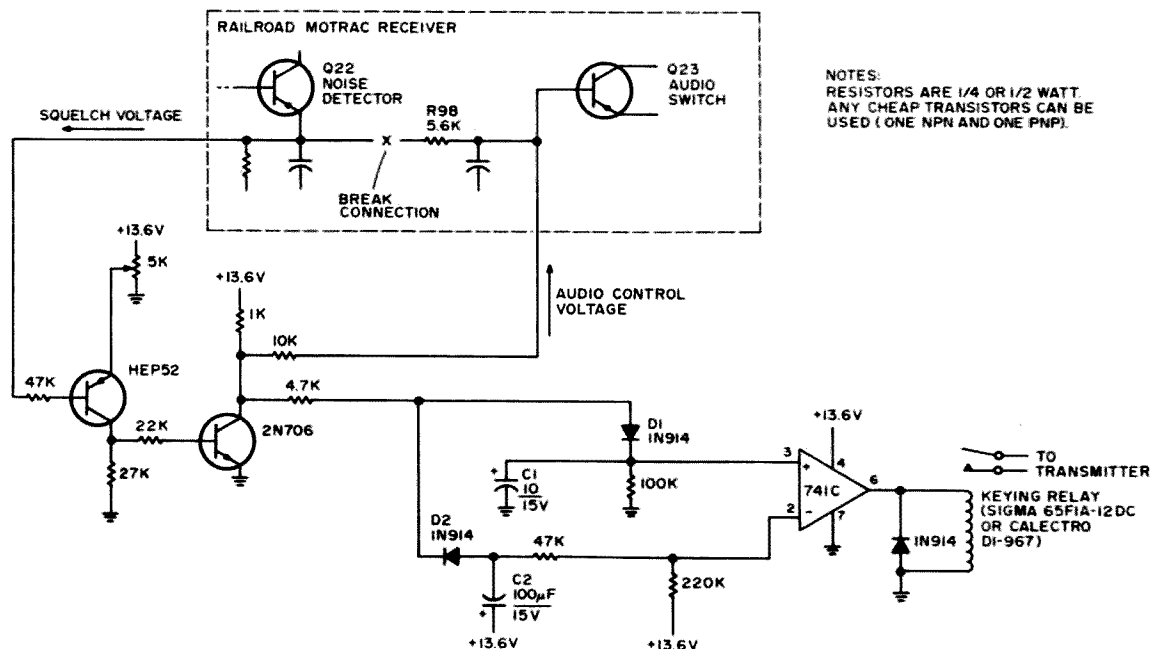 RAILROAD MOTRAC RECEIVER
Q22
NOISE
DETECTOR
Q23
AUDIO
SWITCH
NOTES:
RESISTORS ARE 1/4 OR 1/2 WATT.
ANY CHEAP TRANSISTORS CAN BE
USED (ONE NPN AND ONE PNP).
SQUELCH VOLTAGE
R98
5.6K
X
BREAK
CONNECTION
+13.6V
5K
+13.6V
1K
AUDIO CONTROL
VOLTAGE
10K
HEP52
47K
4.7K
22K
2N706
27K
D1
1N914
+13.6V
3
4
+
741C
6
2
-
7
TO
TRANSMITTER
+
C1
10
15V
100K
KEYING RELAY
(SIGMA 65F1A-12DC
OR CALECTRO
D1-967)
D2
1N914
47K
1N914
C2
100μF
15V
+
220K
+13.6V
+13.6V